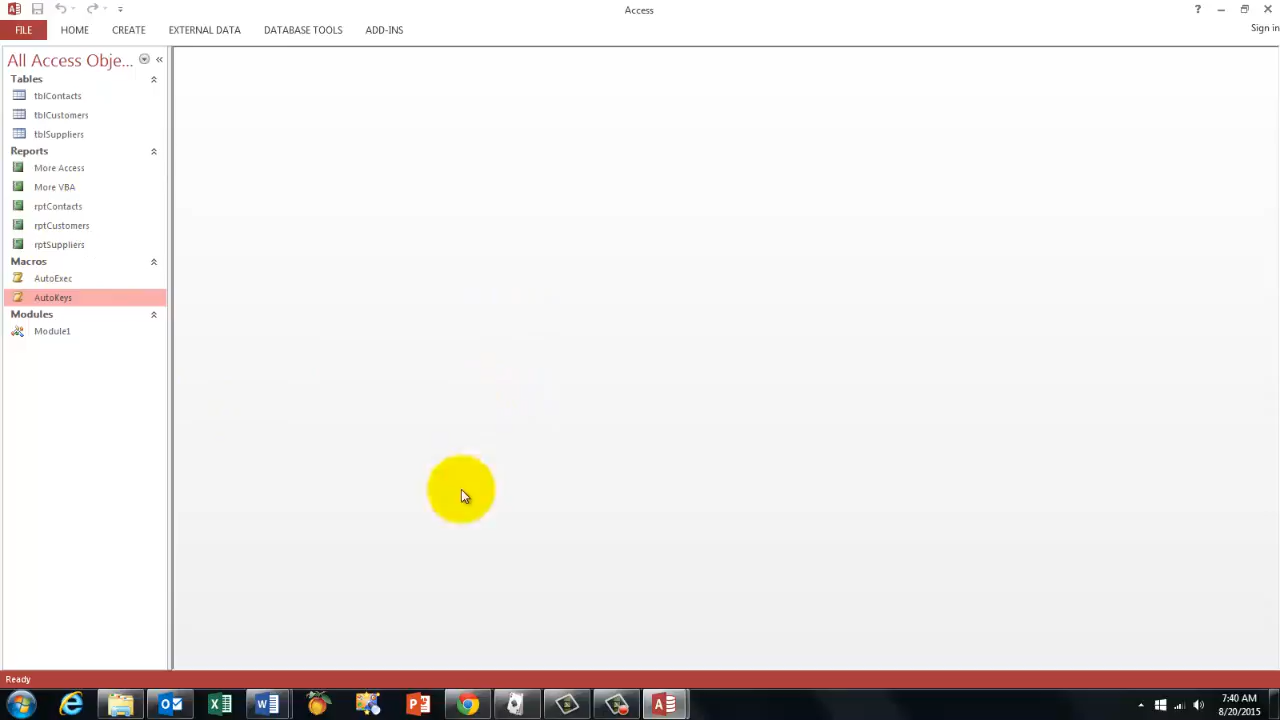 Access
?
FILE
HOME
CREATE
EXTERNAL DATA
DATABASE TOOLS
ADD-INS
Sign in
All Access Obje...
Tables
tblContacts
tblCustomers
tblSuppliers
Reports
More Access
More VBA
rptContacts
rptCustomers
rptSuppliers
Macros
AutoExec
AutoKeys
Modules
Module1
Ready
7:40 AM
8/20/2015